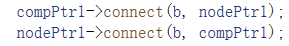 compPtr1->connect(b, nodePtr1);
nodePtr1->connect(b, compPtr1);